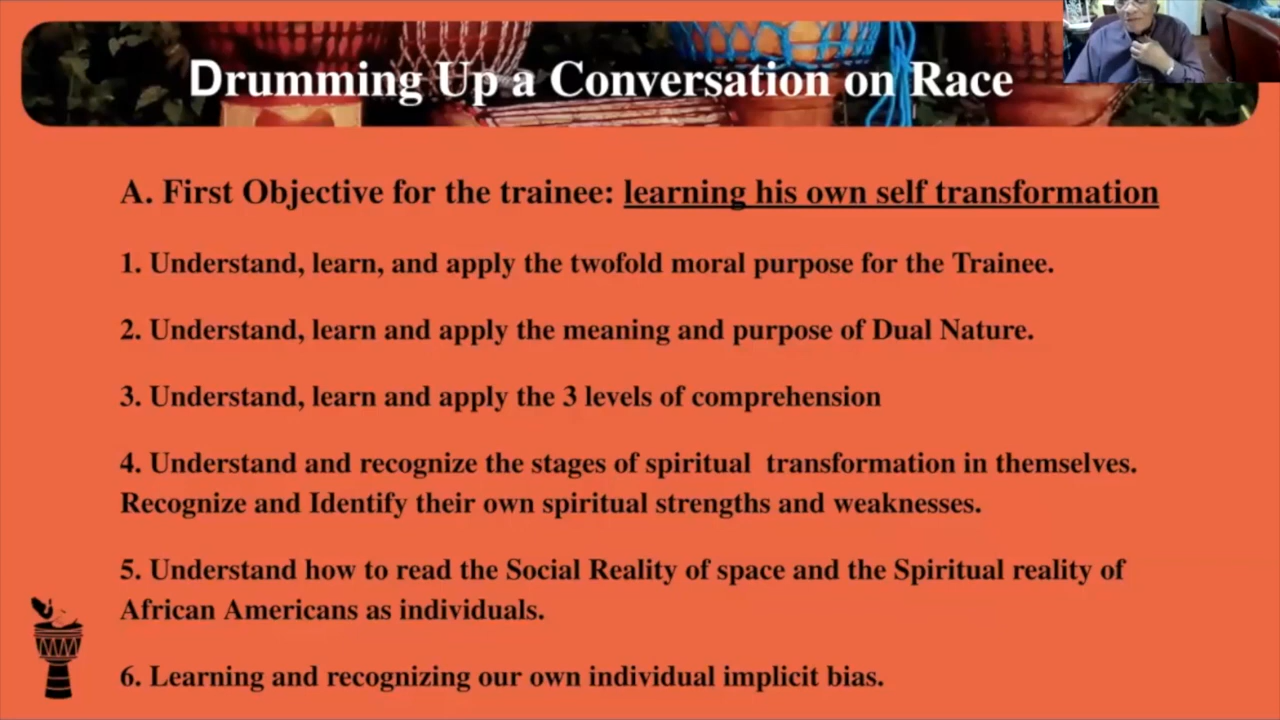 Drumming Up a Conversation on Race
A. First Objective for the trainee: learning his own self transformation
1. Understand, learn, and apply the twofold moral purpose for the Trainee.
2. Understand, learn and apply the meaning and purpose of Dual Nature.
3. Understand, learn and apply the 3 levels of comprehension
4. Understand and recognize the stages of spiritual  transformation in themselves.
Recognize and Identify their own spiritual strengths and weaknesses.
5. Understand how to read the Social Reality of space and the Spiritual reality of
African Americans as individuals.
6. Learning and recognizing our own individual implicit bias.